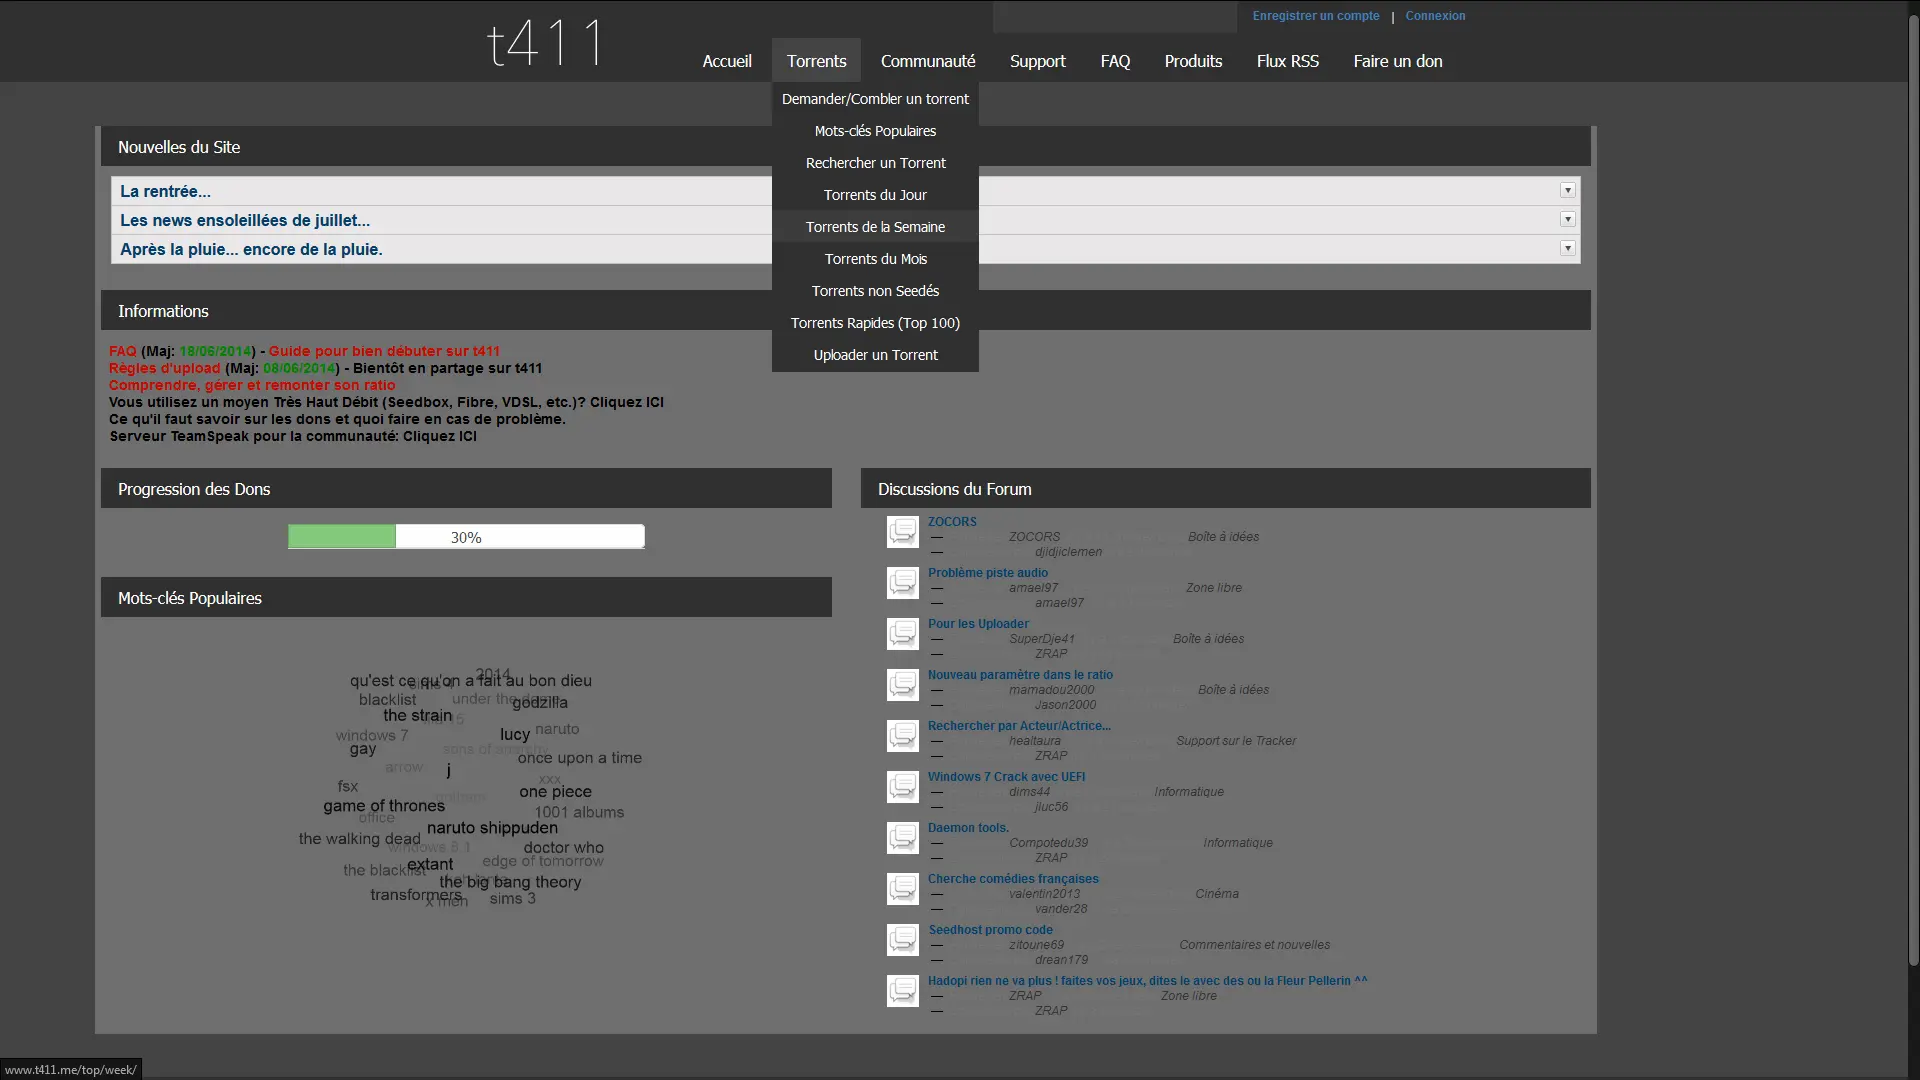 t411
Enregistrer un compte | Connexion
Accueil Torrents Communauté Support FAQ Produits Flux RSS Faire un don
Demander/Combler un torrent
Mots-clés Populaires
Rechercher un Torrent
Torrents du Jour
Torrents de la Semaine
Torrents du Mois
Torrents non Seedés
Torrents Rapides (Top 100)
Uploader un Torrent
Nouvelles du Site
La rentrée...
Les news ensoleillées de juillet...
Après la pluie... encore de la pluie.
Informations
FAQ (Maj: 18/06/2014) - Guide pour bien débuter sur t411
Règles d'upload (Maj: 08/06/2014) - Bientôt en partage sur t411
Comprendre, gérer et remonter son ratio
Vous utilisez un moyen Très Haut Débit (Seedbox, Fibre, VDSL, etc.)? Cliquez ICI
Ce qu'il faut savoir sur les dons et quoi faire en cas de problème.
Serveur TeamSpeak pour la communauté: Cliquez ICI
Progression des Dons
30%
Mots-clés Populaires
2014
qu'est ce qu'on a fait au bon dieu
sims 4
blacklist under the dome
godzilla
the strain
windows 7 lucy naruto
gay sons of anarchy
once upon a time
arrow j
fsx xxx
one piece
game of thrones
office 1001 albums
naruto shippuden
the walking dead windows 8.1 doctor who
extant edge of tomorrow
the blacklist
the big bang theory
transformers sims 3
x men
Discussions du Forum
ZOCORS
— ZOCORS Boîte à idées
— djidjiclemen
Problème piste audio
— amael97 Zone libre
— amael97
Pour les Uploader
— SuperDje41 Boîte à idées
— ZRAP
Nouveau paramètre dans le ratio
— mamadou2000 Boîte à idées
— Jason2000
Rechercher par Acteur/Actrice...
— healtaura Support sur le Tracker
— ZRAP
Windows 7 Crack avec UEFI
— dims44 Informatique
— jluc56
Daemon tools.
— Compotedu39 Informatique
— ZRAP
Cherche comédies françaises
— valentin2013 Cinéma
— vander28
Seedhost promo code
— zitoune69 Commentaires et nouvelles
— drean179
Hadopi rien ne va plus ! faites vos jeux, dites le avec des ou la Fleur Pellerin ^^
— ZRAP Zone libre
— ZRAP
www.t411.me/top/week/